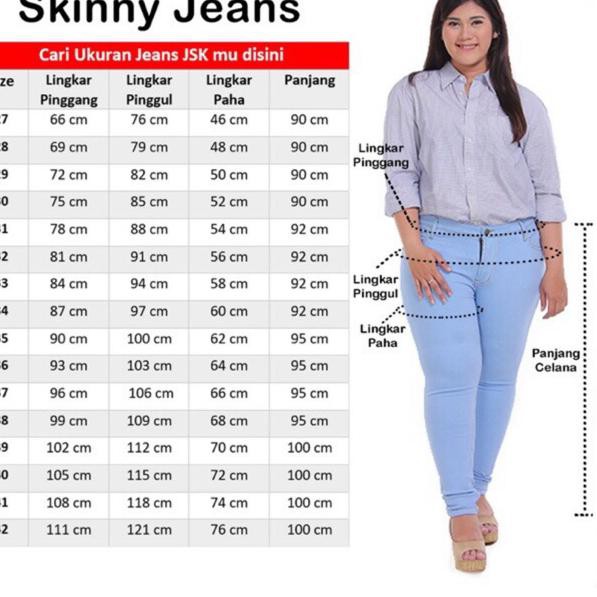 Skinny Jeans
Cari Ukuran Jeans JSK mu disini
ze Lingkar Pinggang Lingkar Pinggul Lingkar Paha Panjang
7 66 cm 76 cm 46 cm 90 cm
8 69 cm 79 cm 48 cm 90 cm
9 72 cm 82 cm 50 cm 90 cm
0 75 cm 85 cm 52 cm 90 cm
1 78 cm 88 cm 54 cm 92 cm
2 81 cm 91 cm 56 cm 92 cm
3 84 cm 94 cm 58 cm 92 cm
4 87 cm 97 cm 60 cm 92 cm
5 90 cm 100 cm 62 cm 95 cm
6 93 cm 103 cm 64 cm 95 cm
7 96 cm 106 cm 66 cm 95 cm
8 99 cm 109 cm 68 cm 95 cm
9 102 cm 112 cm 70 cm 100 cm
0 105 cm 115 cm 72 cm 100 cm
1 108 cm 118 cm 74 cm 100 cm
2 111 cm 121 cm 76 cm 100 cm
Lingkar
Pinggang
Lingkar
Pinggul
Lingkar
Paha
Panjang
Celana